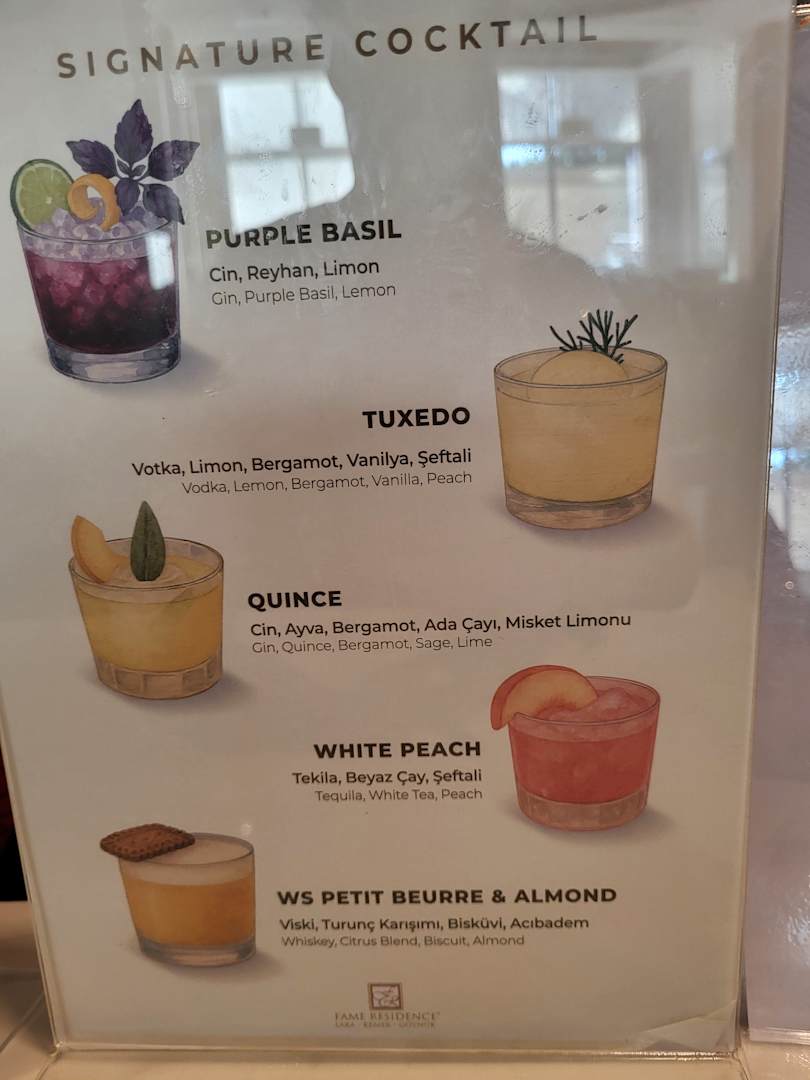 SIGNATURE COCKTAIL
PURPLE BASIL
Cin, Reyhan, Limon
Gin, Purple Basil, Lemon
TUXEDO
Votka, Limon, Bergamot, Vanilya, Şeftali
Vodka, Lemon, Bergamot, Vanilla, Peach
QUINCE
Cin, Ayva, Bergamot, Ada Çayı, Misket Limonu
Gin, Quince, Bergamot, Sage, Lime
WHITE PEACH
Tekila, Beyaz Çay, Şeftali
Tequila, White Tea, Peach
WS PETIT BEURRE & ALMOND
Viski, Turunç Karışımı, Bisküvi, Acıbadem
Whiskey, Citrus Blend, Biscuit, Almond
FAME RESIDENCE
LARA · KEMER · GÖYNÜK